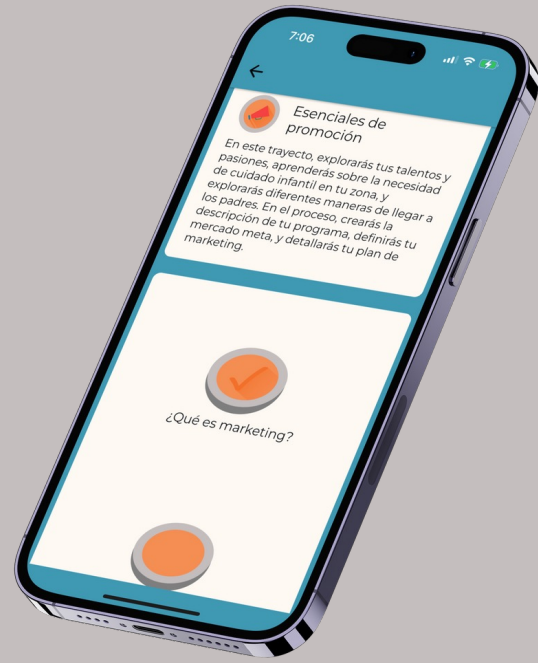 7:06
Esenciales de
promoción
En este trayecto, explorarás tus talentos y
pasiones, aprenderás sobre la necesidad
de cuidado infantil en tu zona, y
explorarás diferentes maneras de llegar a
los padres. En el proceso, crearás la
descripción de tu programa, definirás tu
mercado meta, y detallarás tu plan de
marketing.
¿Qué es marketing?